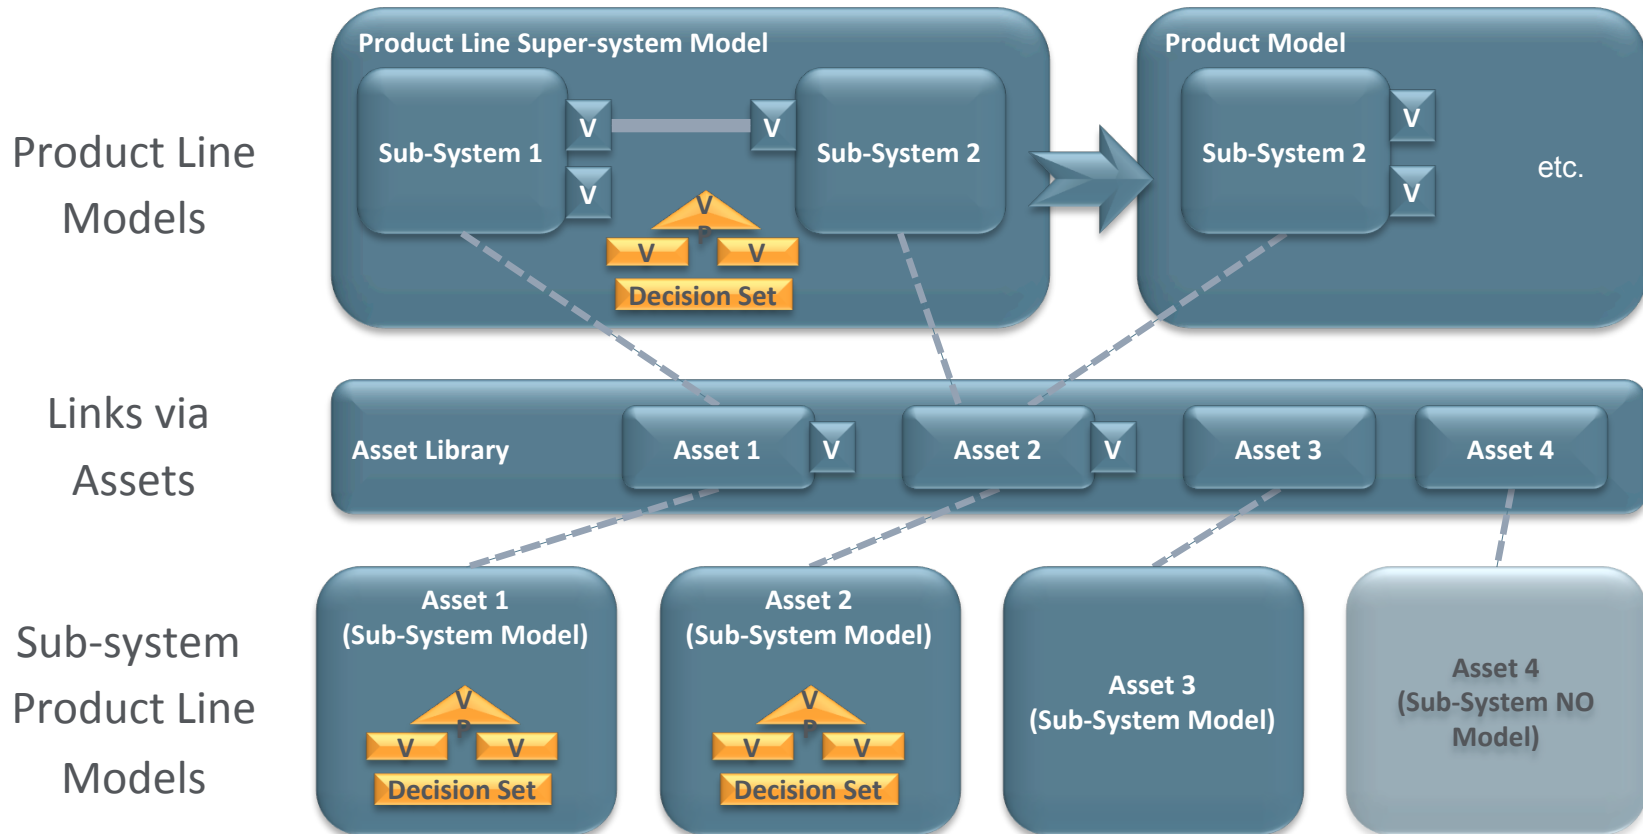 Product Line
Models
Product Line Super-system Model
Sub-System 1
V
V
V
Sub-System 2
VP
V
V
Decision Set
Product Model
Sub-System 2
V
V
etc.
Links via
Assets
Asset Library
Asset 1
V
Asset 2
V
Asset 3
Asset 4
Sub-system
Product Line
Models
Asset 1
(Sub-System Model)
VP
V
V
Decision Set
Asset 2
(Sub-System Model)
VP
V
V
Decision Set
Asset 3
(Sub-System Model)
Asset 4
(Sub-System NO
Model)